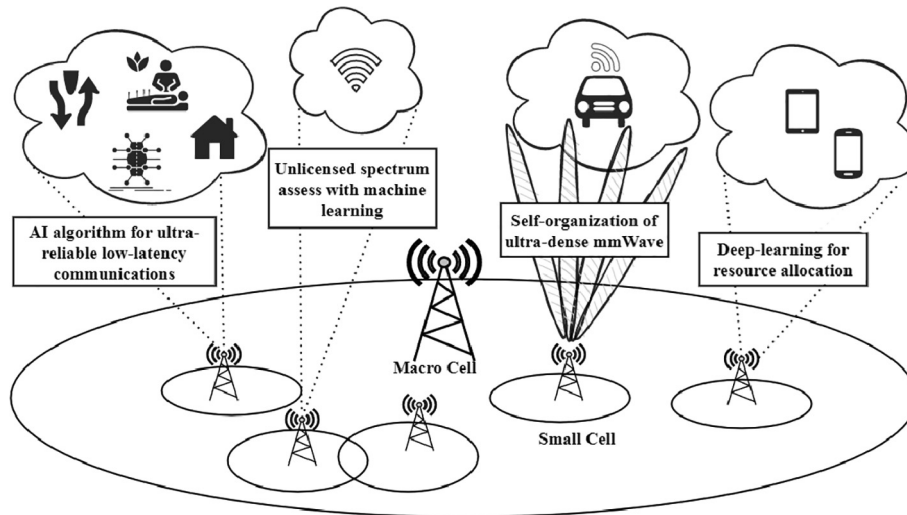 Unlicensed spectrum
assess with machine
learning
AI algorithm for ultra-
reliable low-latency
communications
Self-organization of
ultra-dense mmWave
Deep-learning for
resource allocation
Macro Cell
Small Cell